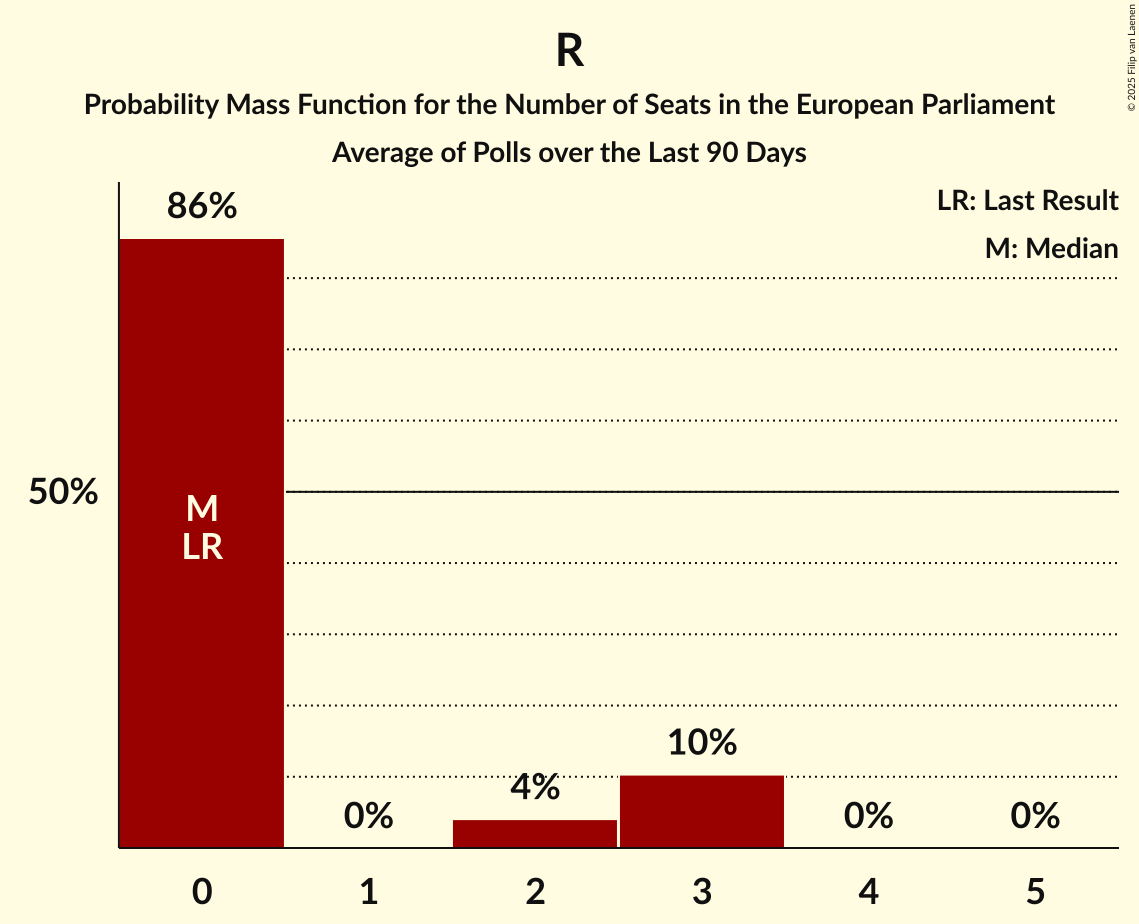 R
Probability Mass Function for the Number of Seats in the European Parliament
Average of Polls over the Last 90 Days
© 2025 Filip van Laenen
LR: Last Result
M: Median
86%
50%
M
LR
0%
4%
10%
0%
0%
0
1
2
3
4
5